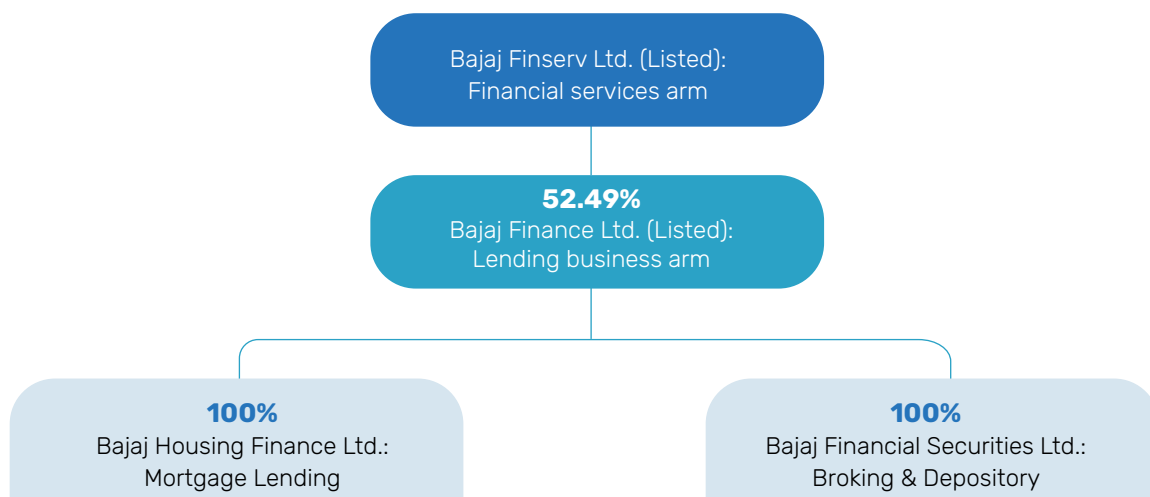 Bajaj Finserv Ltd. (Listed):
Financial services arm
52.49%
Bajaj Finance Ltd. (Listed):
Lending business arm
100%
Bajaj Housing Finance Ltd.:
Mortgage Lending
100%
Bajaj Financial Securities Ltd.:
Broking & Depository